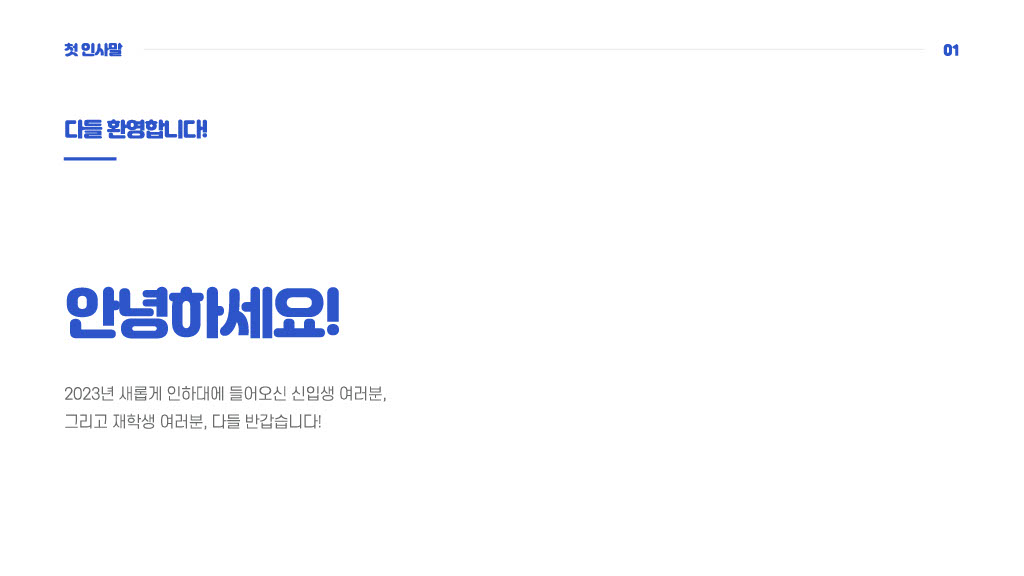 첫 인사말
01
다들 환영합니다!
안녕하세요!
2023년 새롭게 인하대에 들어오신 신입생 여러분,
그리고 재학생 여러분, 다들 반갑습니다!